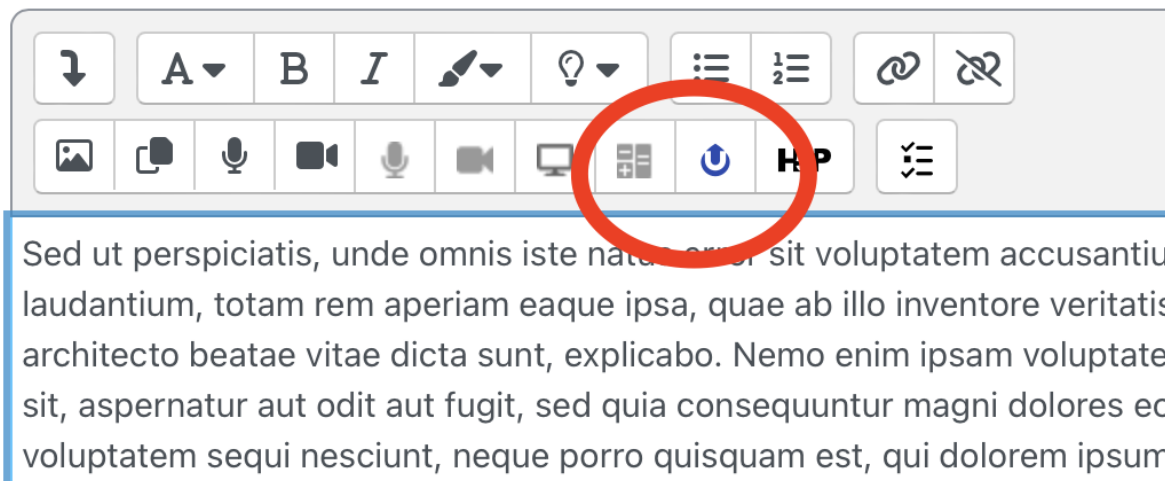 A B I
H5P
Sed ut perspiciatis, unde omnis iste natus error sit voluptatem accusantiu
laudantium, totam rem aperiam eaque ipsa, quae ab illo inventore veritatis
architecto beatae vitae dicta sunt, explicabo. Nemo enim ipsam voluptate
sit, aspernatur aut odit aut fugit, sed quia consequuntur magni dolores eo
voluptatem sequi nesciunt, neque porro quisquam est, qui dolorem ipsum